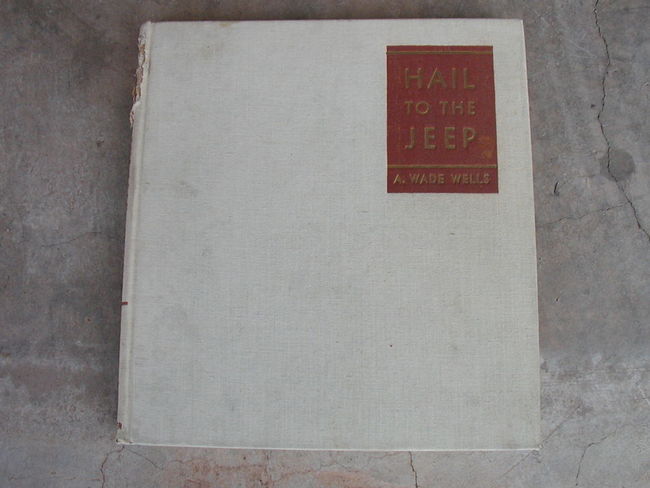 HAIL
TO THE
JEEP
A. WADE WELLS